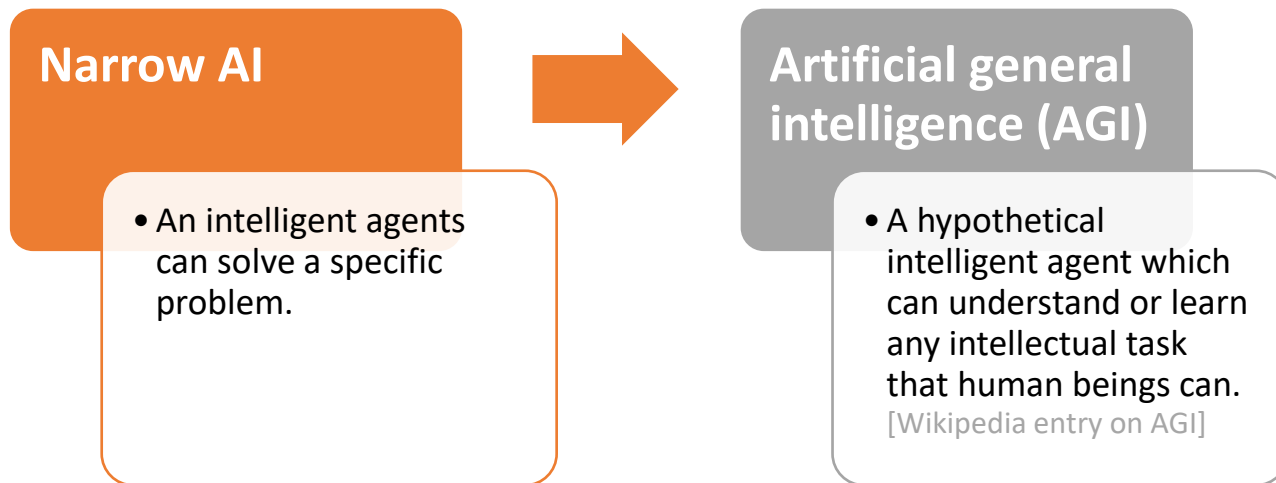 Narrow AI
• An intelligent agents
can solve a specific
problem.
Artificial general
intelligence (AGI)
• A hypothetical
intelligent agent which
can understand or learn
any intellectual task
that human beings can.
[Wikipedia entry on AGI]